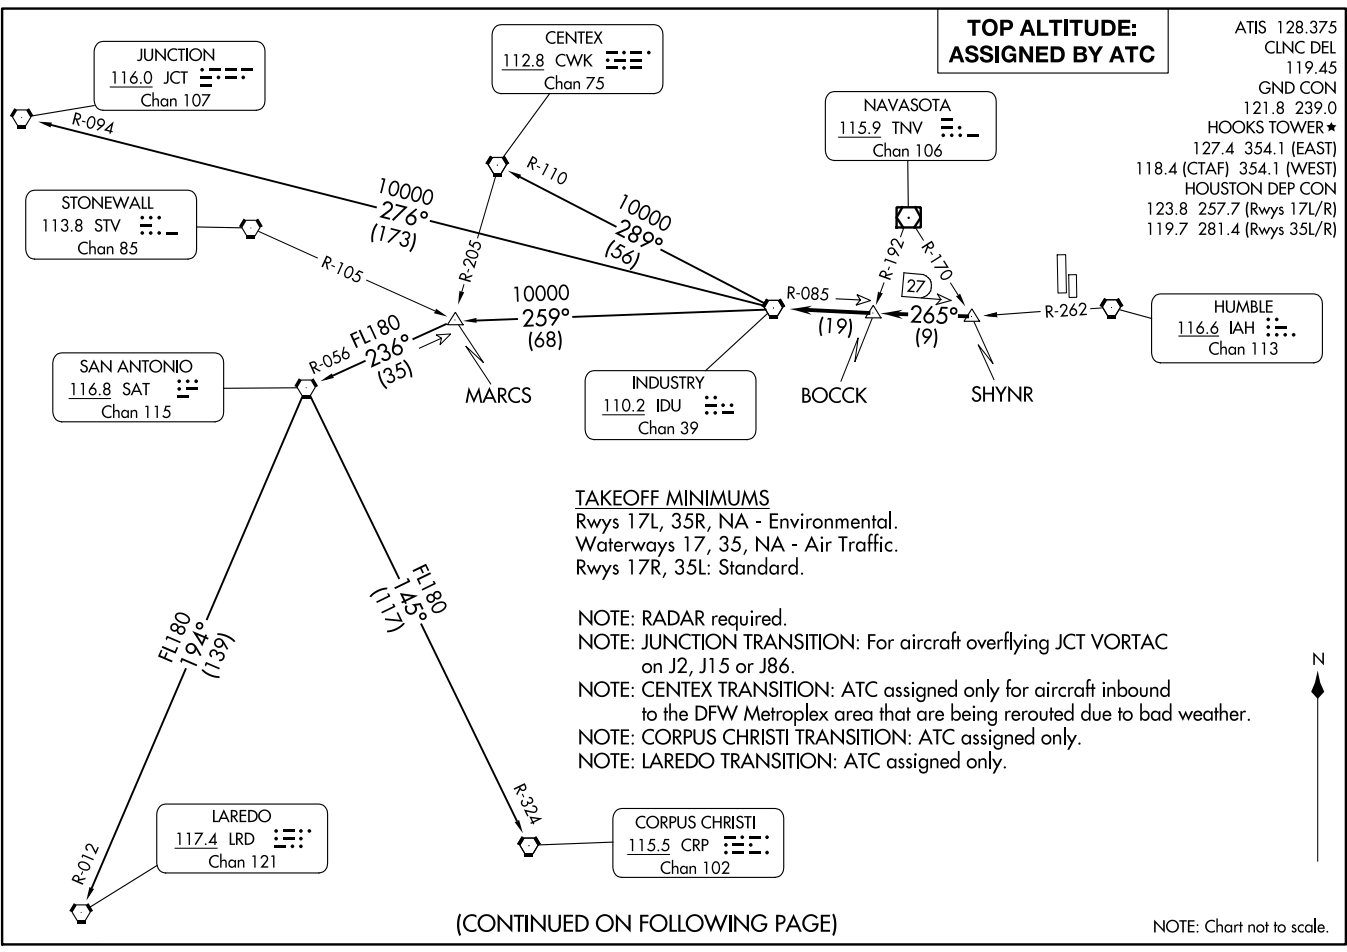 TOP ALTITUDE:
ASSIGNED BY ATC
ATIS 128.375
CLNC DEL
119.45
GND CON
121.8 239.0
HOOKS TOWER★
127.4 354.1 (EAST)
118.4 (CTAF) 354.1 (WEST)
HOUSTON DEP CON
123.8 257.7 (Rwys 17L/R)
119.7 281.4 (Rwys 35L/R)
JUNCTION
116.0 JCT
Chan 107
CENTEX
112.8 CWK
Chan 75
NAVASOTA
115.9 TNV
Chan 106
R-094
R-110
10000
276°
(173)
10000
289°
(56)
STONEWALL
113.8 STV
Chan 85
R-105
R-205
R-192
R-170
27
R-085
10000
259°
(68)
(19)
265°
(9)
R-262
HUMBLE
116.6 IAH
Chan 113
FL180
236°
(35)
R-056
SAN ANTONIO
116.8 SAT
Chan 115
MARCS
INDUSTRY
110.2 IDU
Chan 39
BOCCK
SHYNR
TAKEOFF MINIMUMS
Rwys 17L, 35R, NA - Environmental.
Waterways 17, 35, NA - Air Traffic.
Rwys 17R, 35L: Standard.
NOTE: RADAR required.
NOTE: JUNCTION TRANSITION: For aircraft overflying JCT VORTAC
on J2, J15 or J86.
NOTE: CENTEX TRANSITION: ATC assigned only for aircraft inbound
to the DFW Metroplex area that are being rerouted due to bad weather.
NOTE: CORPUS CHRISTI TRANSITION: ATC assigned only.
NOTE: LAREDO TRANSITION: ATC assigned only.
FL180
194°
(139)
FL180
145°
(117)
N
R-324
R-012
LAREDO
117.4 LRD
Chan 121
CORPUS CHRISTI
115.5 CRP
Chan 102
(CONTINUED ON FOLLOWING PAGE)
NOTE: Chart not to scale.